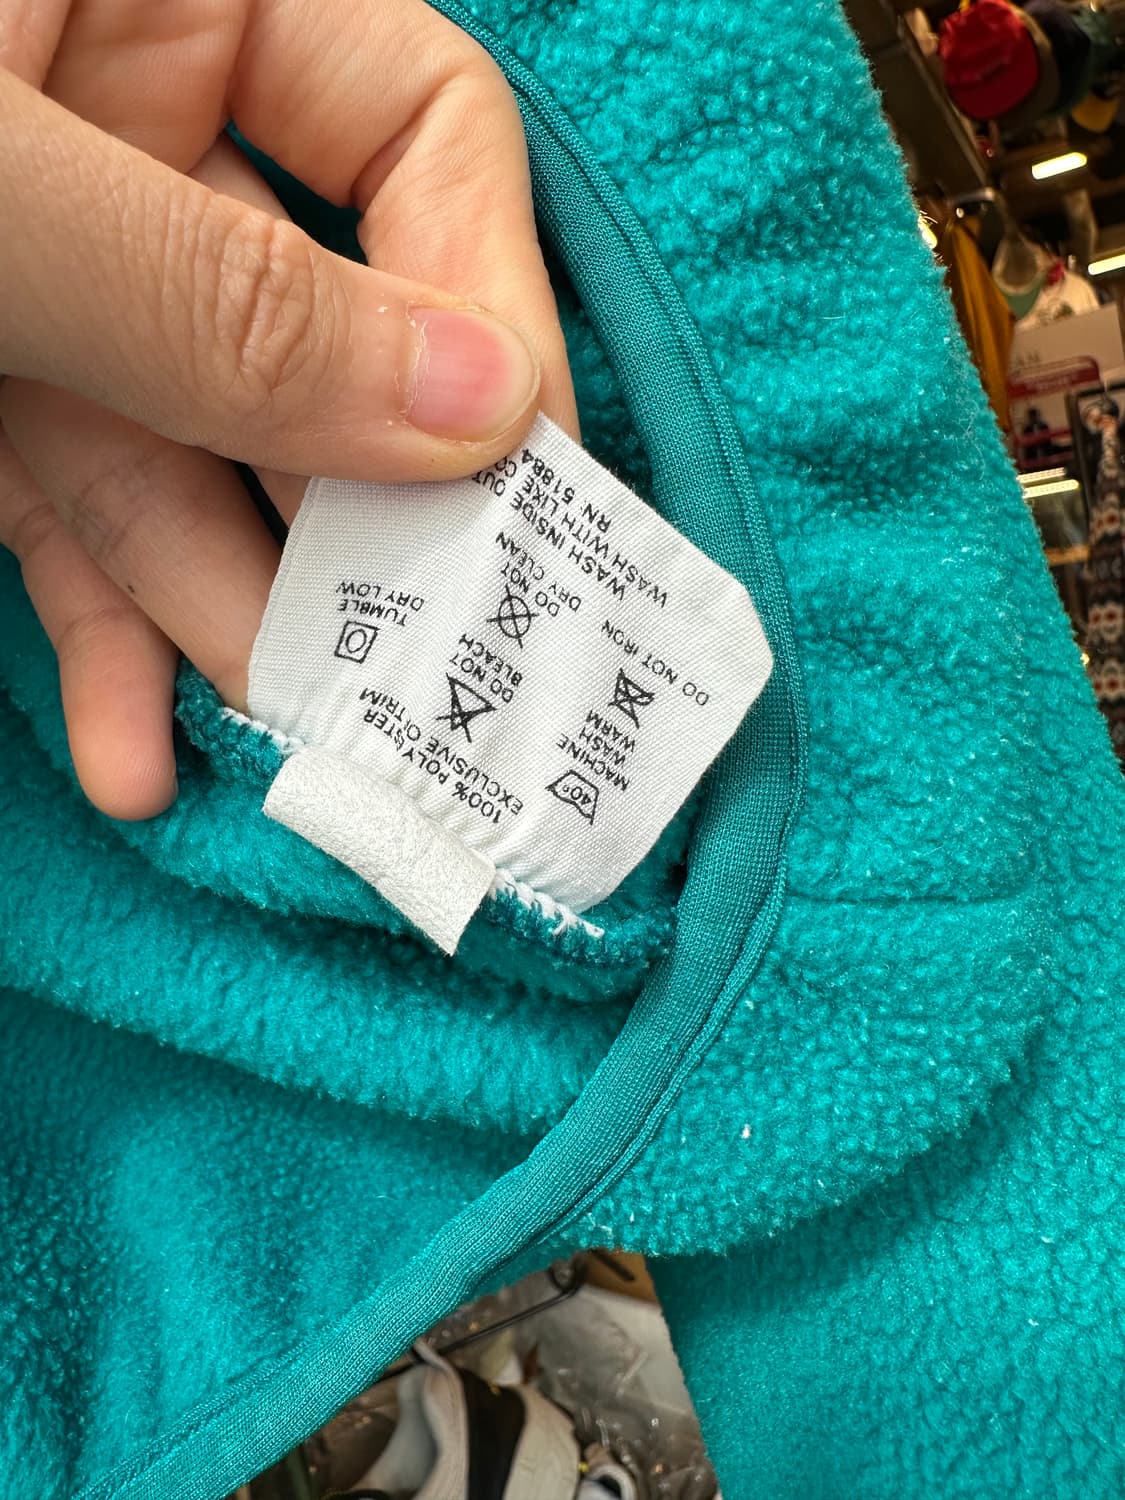 100% POLYESTER
EXCLUSIVE OF TRIM
40°
MACHINE
WASH
WARM
DO NOT
BLEACH
TUMBLE
DRY LOW
DO NOT IRON
DO NOT
DRY CLEAN
WASH INSIDE OUT
WASH WITH LIKE CO
RN 51884